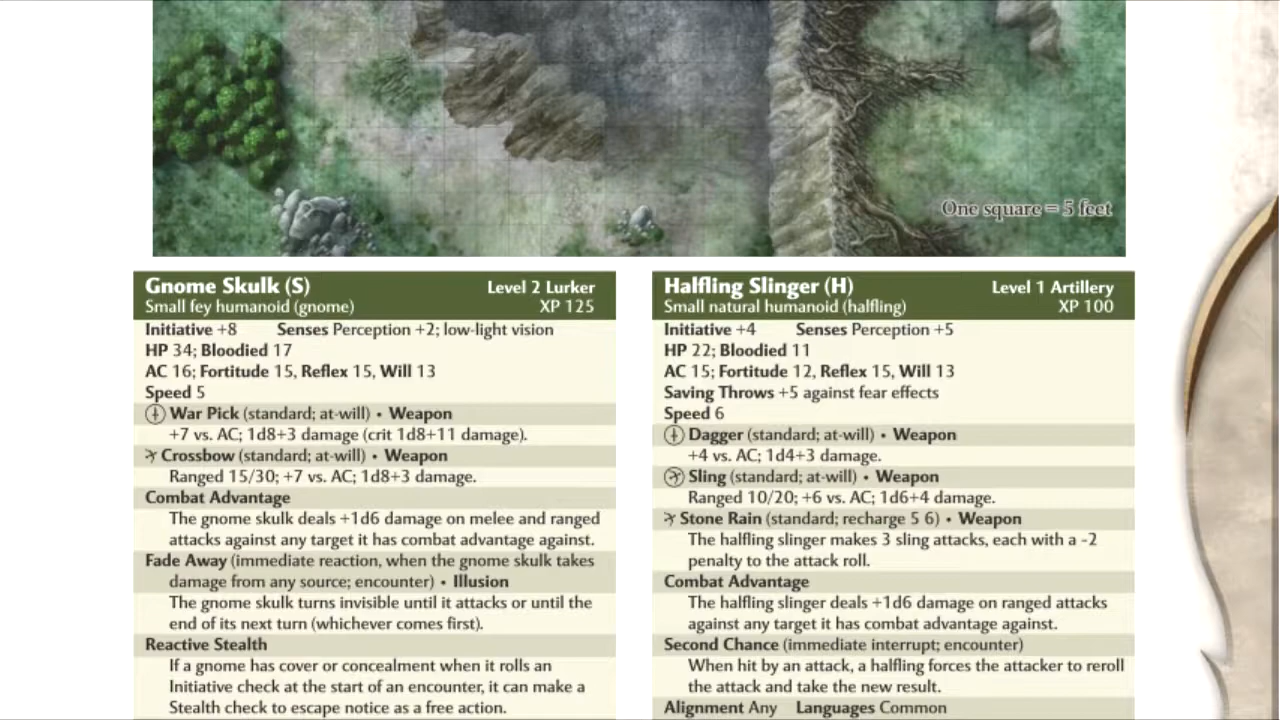 One square = 5 feet
Gnome Skulk (S) Level 2 Lurker
Small fey humanoid (gnome) XP 125
Initiative +8 Senses Perception +2; low-light vision
HP 34; Bloodied 17
AC 16; Fortitude 15, Reflex 15, Will 13
Speed 5
War Pick (standard; at-will) • Weapon
+7 vs. AC; 1d8+3 damage (crit 1d8+11 damage).
Crossbow (standard; at-will) • Weapon
Ranged 15/30; +7 vs. AC; 1d8+3 damage.
Combat Advantage
The gnome skulk deals +1d6 damage on melee and ranged
attacks against any target it has combat advantage against.
Fade Away (immediate reaction, when the gnome skulk takes
damage from any source; encounter) • Illusion
The gnome skulk turns invisible until it attacks or until the
end of its next turn (whichever comes first).
Reactive Stealth
If a gnome has cover or concealment when it rolls an
Initiative check at the start of an encounter, it can make a
Stealth check to escape notice as a free action.
Halfling Slinger (H) Level 1 Artillery
Small natural humanoid (halfling) XP 100
Initiative +4 Senses Perception +5
HP 22; Bloodied 11
AC 15; Fortitude 12, Reflex 15, Will 13
Saving Throws +5 against fear effects
Speed 6
Dagger (standard; at-will) • Weapon
+4 vs. AC; 1d4+3 damage.
Sling (standard; at-will) • Weapon
Ranged 10/20; +6 vs. AC; 1d6+4 damage.
Stone Rain (standard; recharge 5 6) • Weapon
The halfling slinger makes 3 sling attacks, each with a -2
penalty to the attack roll.
Combat Advantage
The halfling slinger deals +1d6 damage on ranged attacks
against any target it has combat advantage against.
Second Chance (immediate interrupt; encounter)
When hit by an attack, a halfling forces the attacker to reroll
the attack and take the new result.
Alignment Any Languages Common